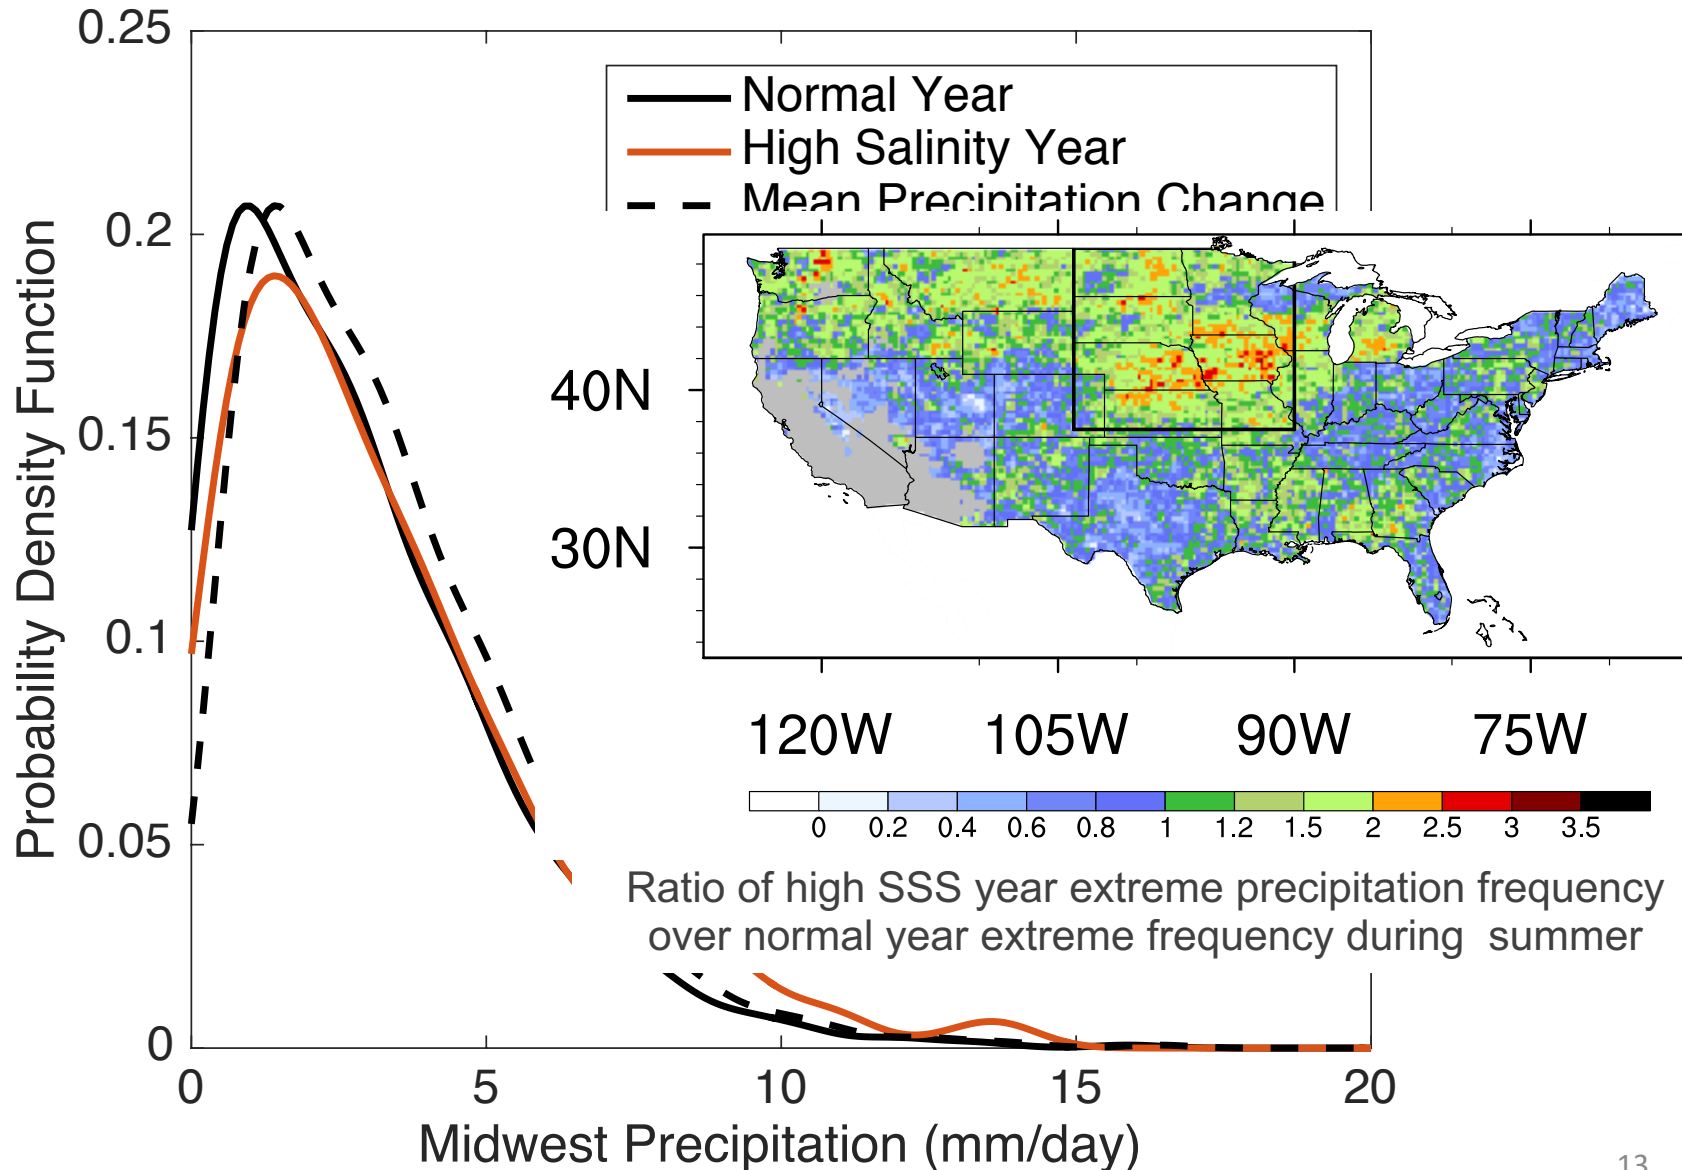 0.25
0.2
0.15
0.1
0.05
0
Probability Density Function
Normal Year
High Salinity Year
Mean Precipitation Change
40N
30N
120W 105W 90W 75W
0 0.2 0.4 0.6 0.8 1 1.2 1.5 2 2.5 3 3.5
Ratio of high SSS year extreme precipitation frequency
over normal year extreme frequency during summer
0 5 10 15 20
Midwest Precipitation (mm/day)
13